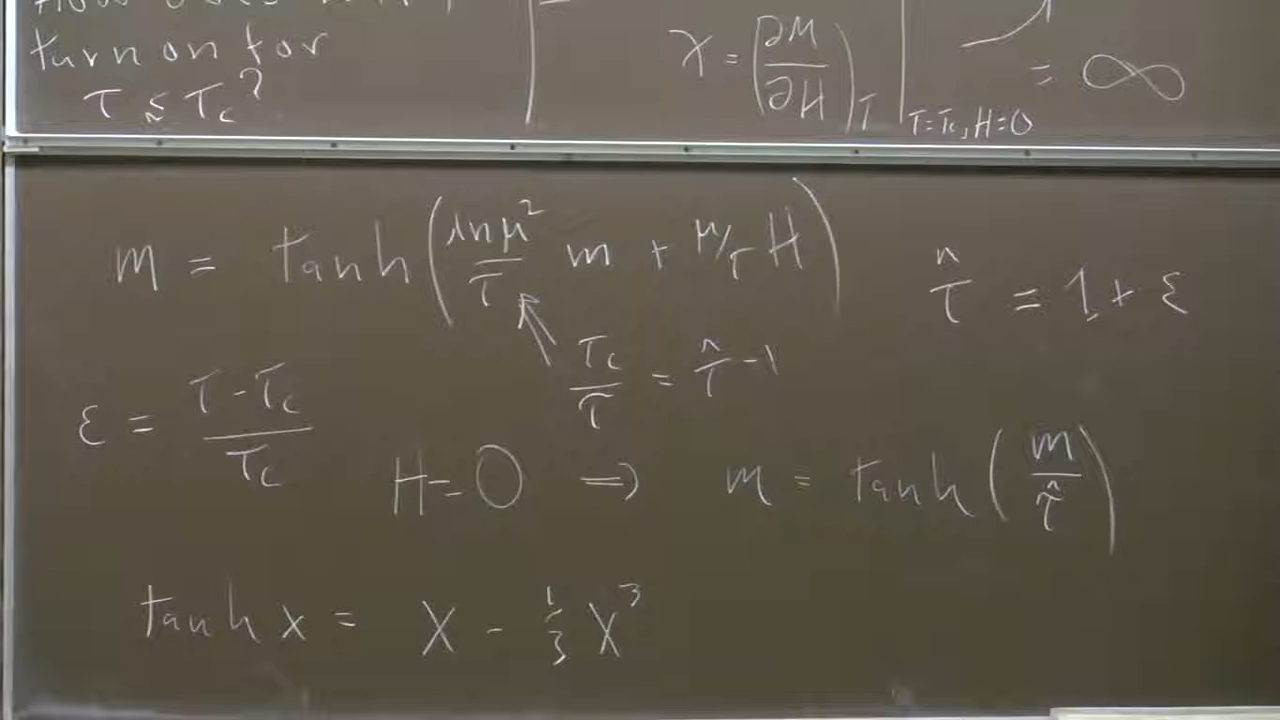 turn on for
τ ≲ τc?
χ = (∂M/∂H)_τ |τ=τc, H=0 = ∞
m = tanh(λnμ²/τ m + μ/τ H)
τ̂ = 1 + ε
τc/τ = τ̂⁻¹
ε = (τ - τc)/τc
H=0 ⇒ m = tanh(m/τ̂)
tanh x = x - ⅓ x³